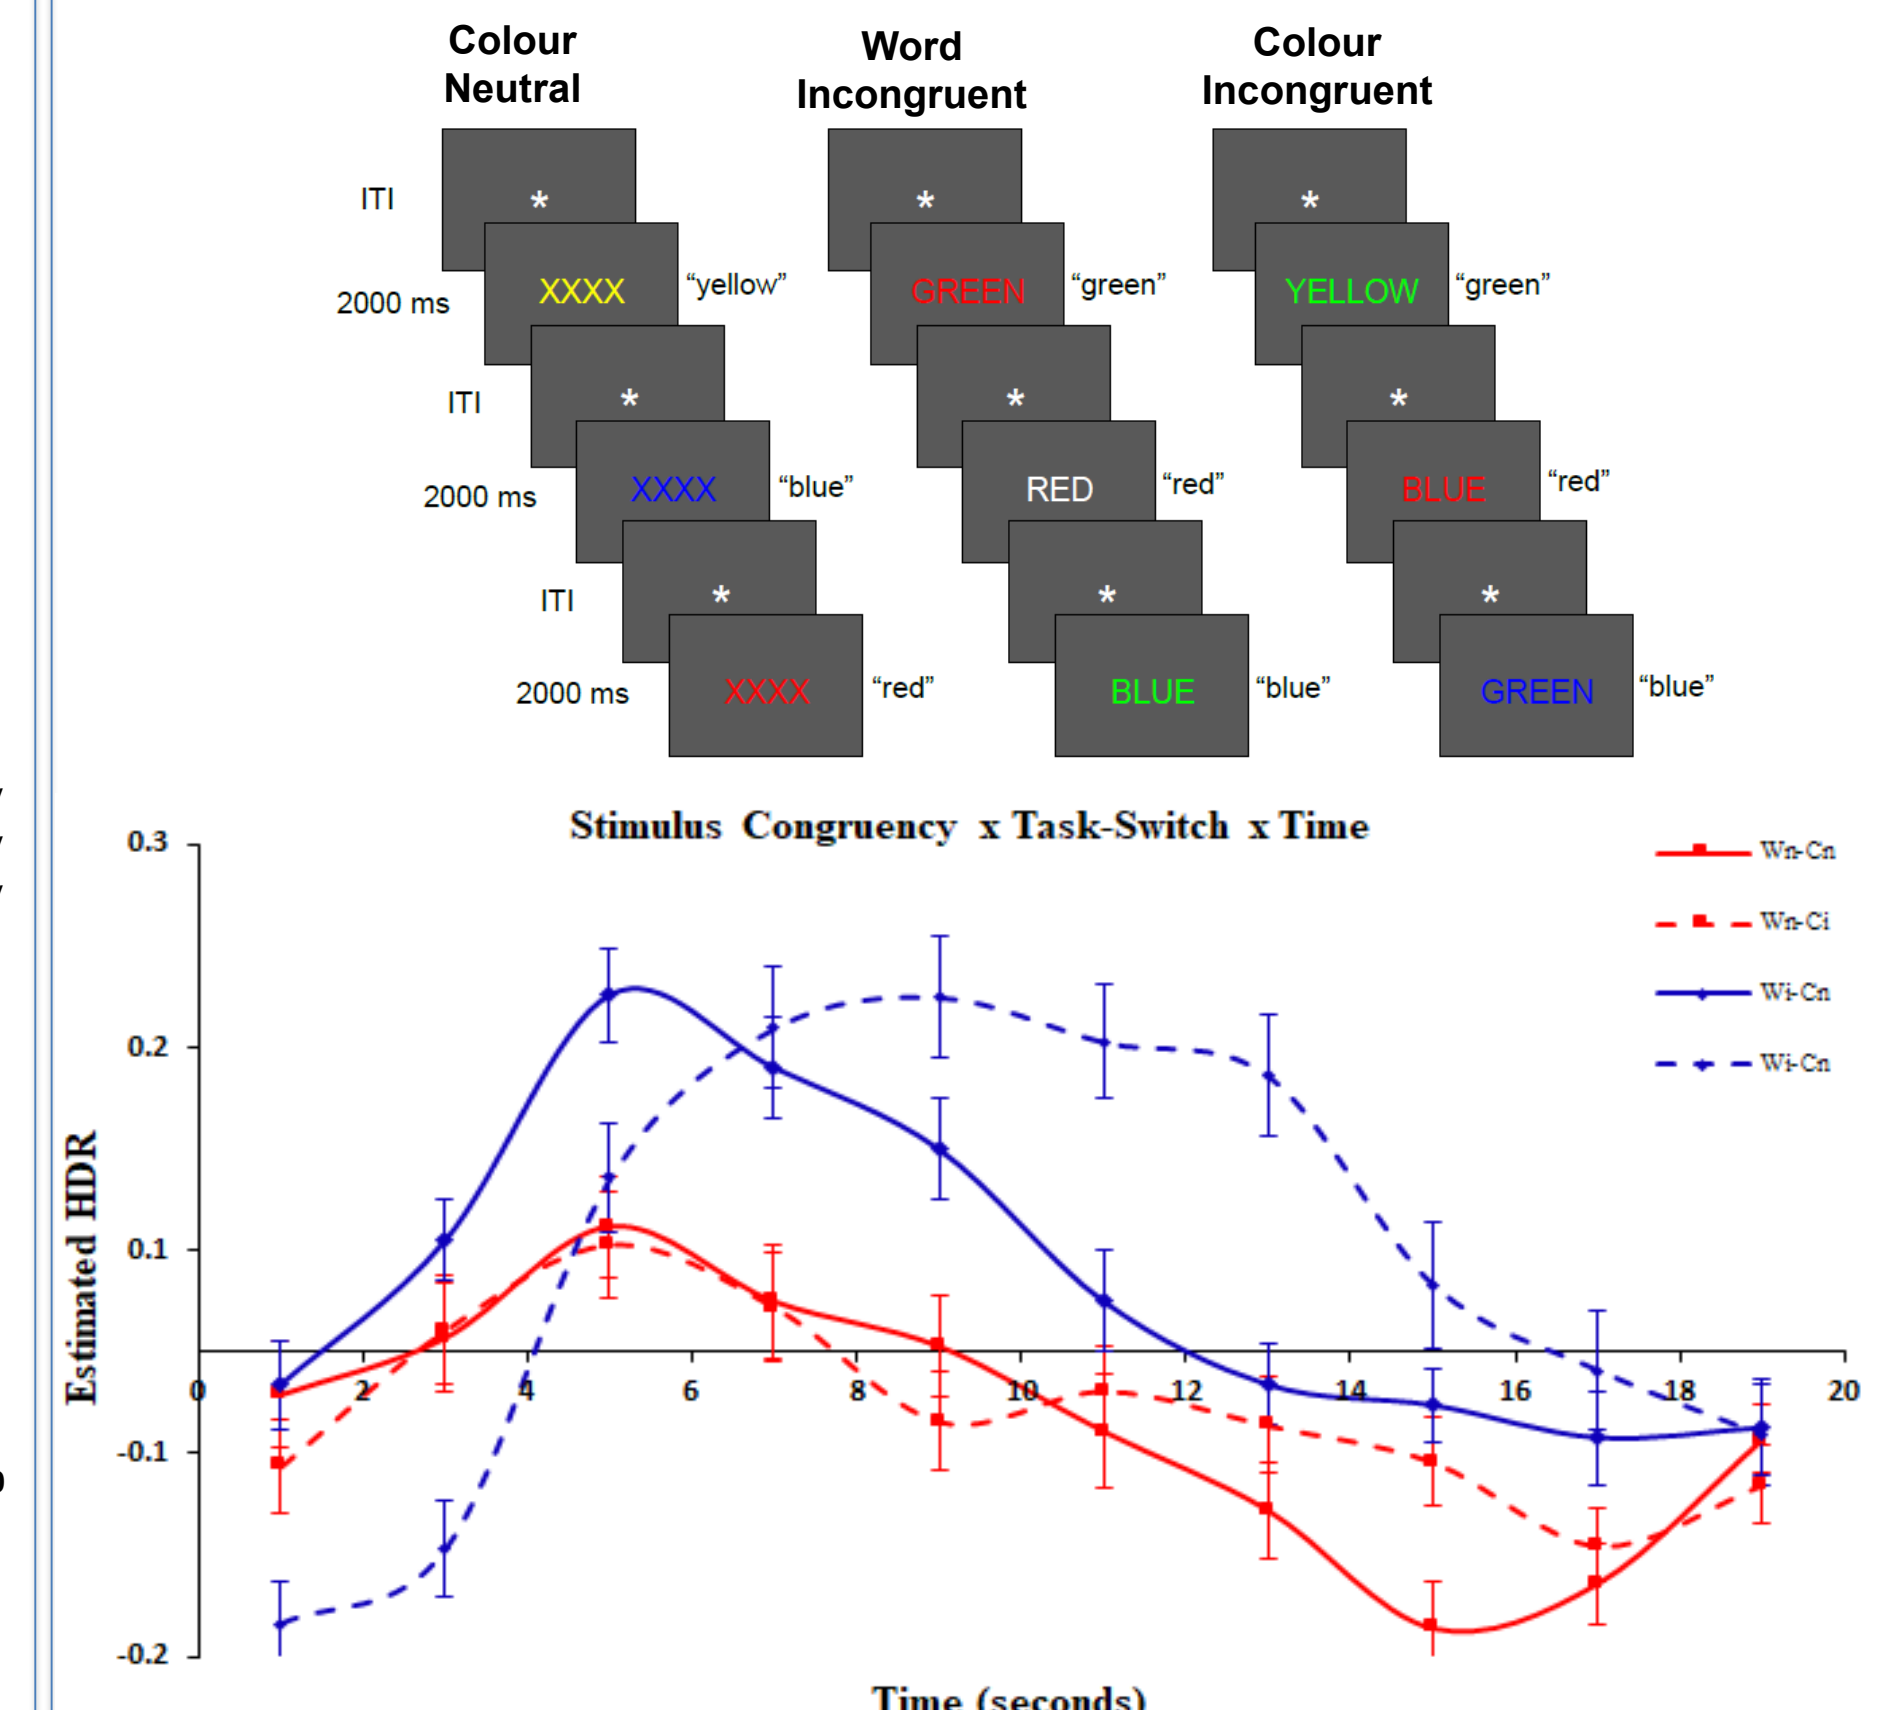 Colour
Neutral
Word
Incongruent
Colour
Incongruent
ITI
*
*
*
2000 ms
XXXX
“yellow”
GREEN
“green”
YELLOW
“green”
ITI
*
*
*
2000 ms
XXXX
“blue”
RED
“red”
BLUE
“red”
ITI
*
*
*
2000 ms
XXXX
“red”
BLUE
“blue”
GREEN
“blue”
Stimulus Congruency x Task-Switch x Time
Wn-Cn
Wn-Ci
Wi-Cn
Wi-Cn
Estimated HDR
0.3
0.2
0.1
-0.1
-0.2
0 2 4 6 8 10 12 14 16 18 20
Time (seconds)